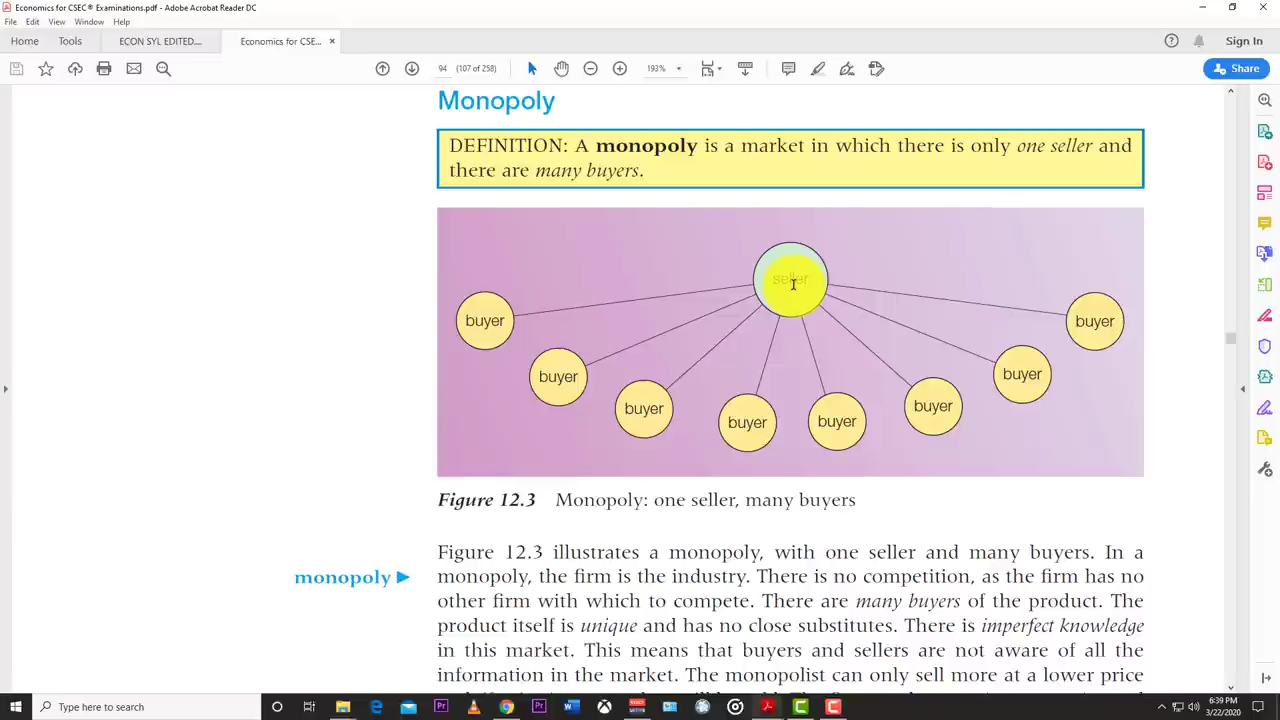 Economics for CSEC® Examinations.pdf - Adobe Acrobat Reader DC
File Edit View Window Help
Home Tools ECON SYL EDITED.... Economics for CSE... ×
Sign In
94 (107 of 258) 193%
Share
Monopoly
DEFINITION: A monopoly is a market in which there is only one seller and
there are many buyers.
seller
buyer
buyer
buyer
buyer
buyer
buyer
buyer
buyer
Figure 12.3 Monopoly: one seller, many buyers
Figure 12.3 illustrates a monopoly, with one seller and many buyers. In a
monopoly ►
monopoly, the firm is the industry. There is no competition, as the firm has no
other firm with which to compete. There are many buyers of the product. The
product itself is unique and has no close substitutes. There is imperfect knowledge
in this market. This means that buyers and sellers are not aware of all the
information in the market. The monopolist can only sell more at a lower price
Type here to search
6:39 PM
3/22/2020